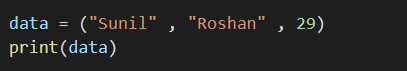 data = ("Sunil" , "Roshan" , 29)
print(data)